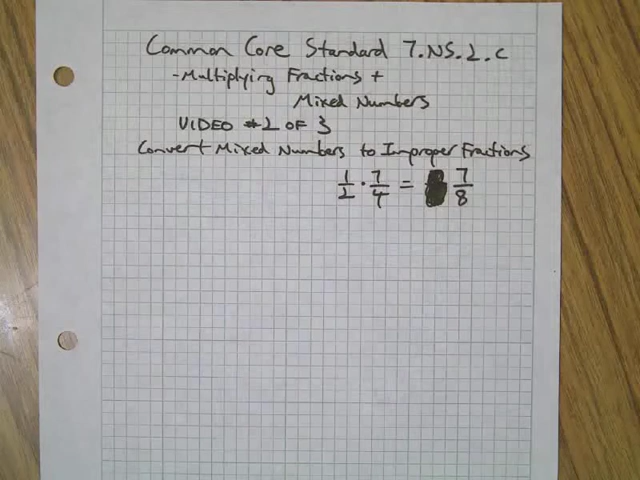 Common Core Standard 7.NS.2.c
-Multiplying Fractions +
Mixed Numbers
VIDEO #2 OF 3
Convert Mixed Numbers to Improper Fractions
1/2 · 7/4 = 7/8